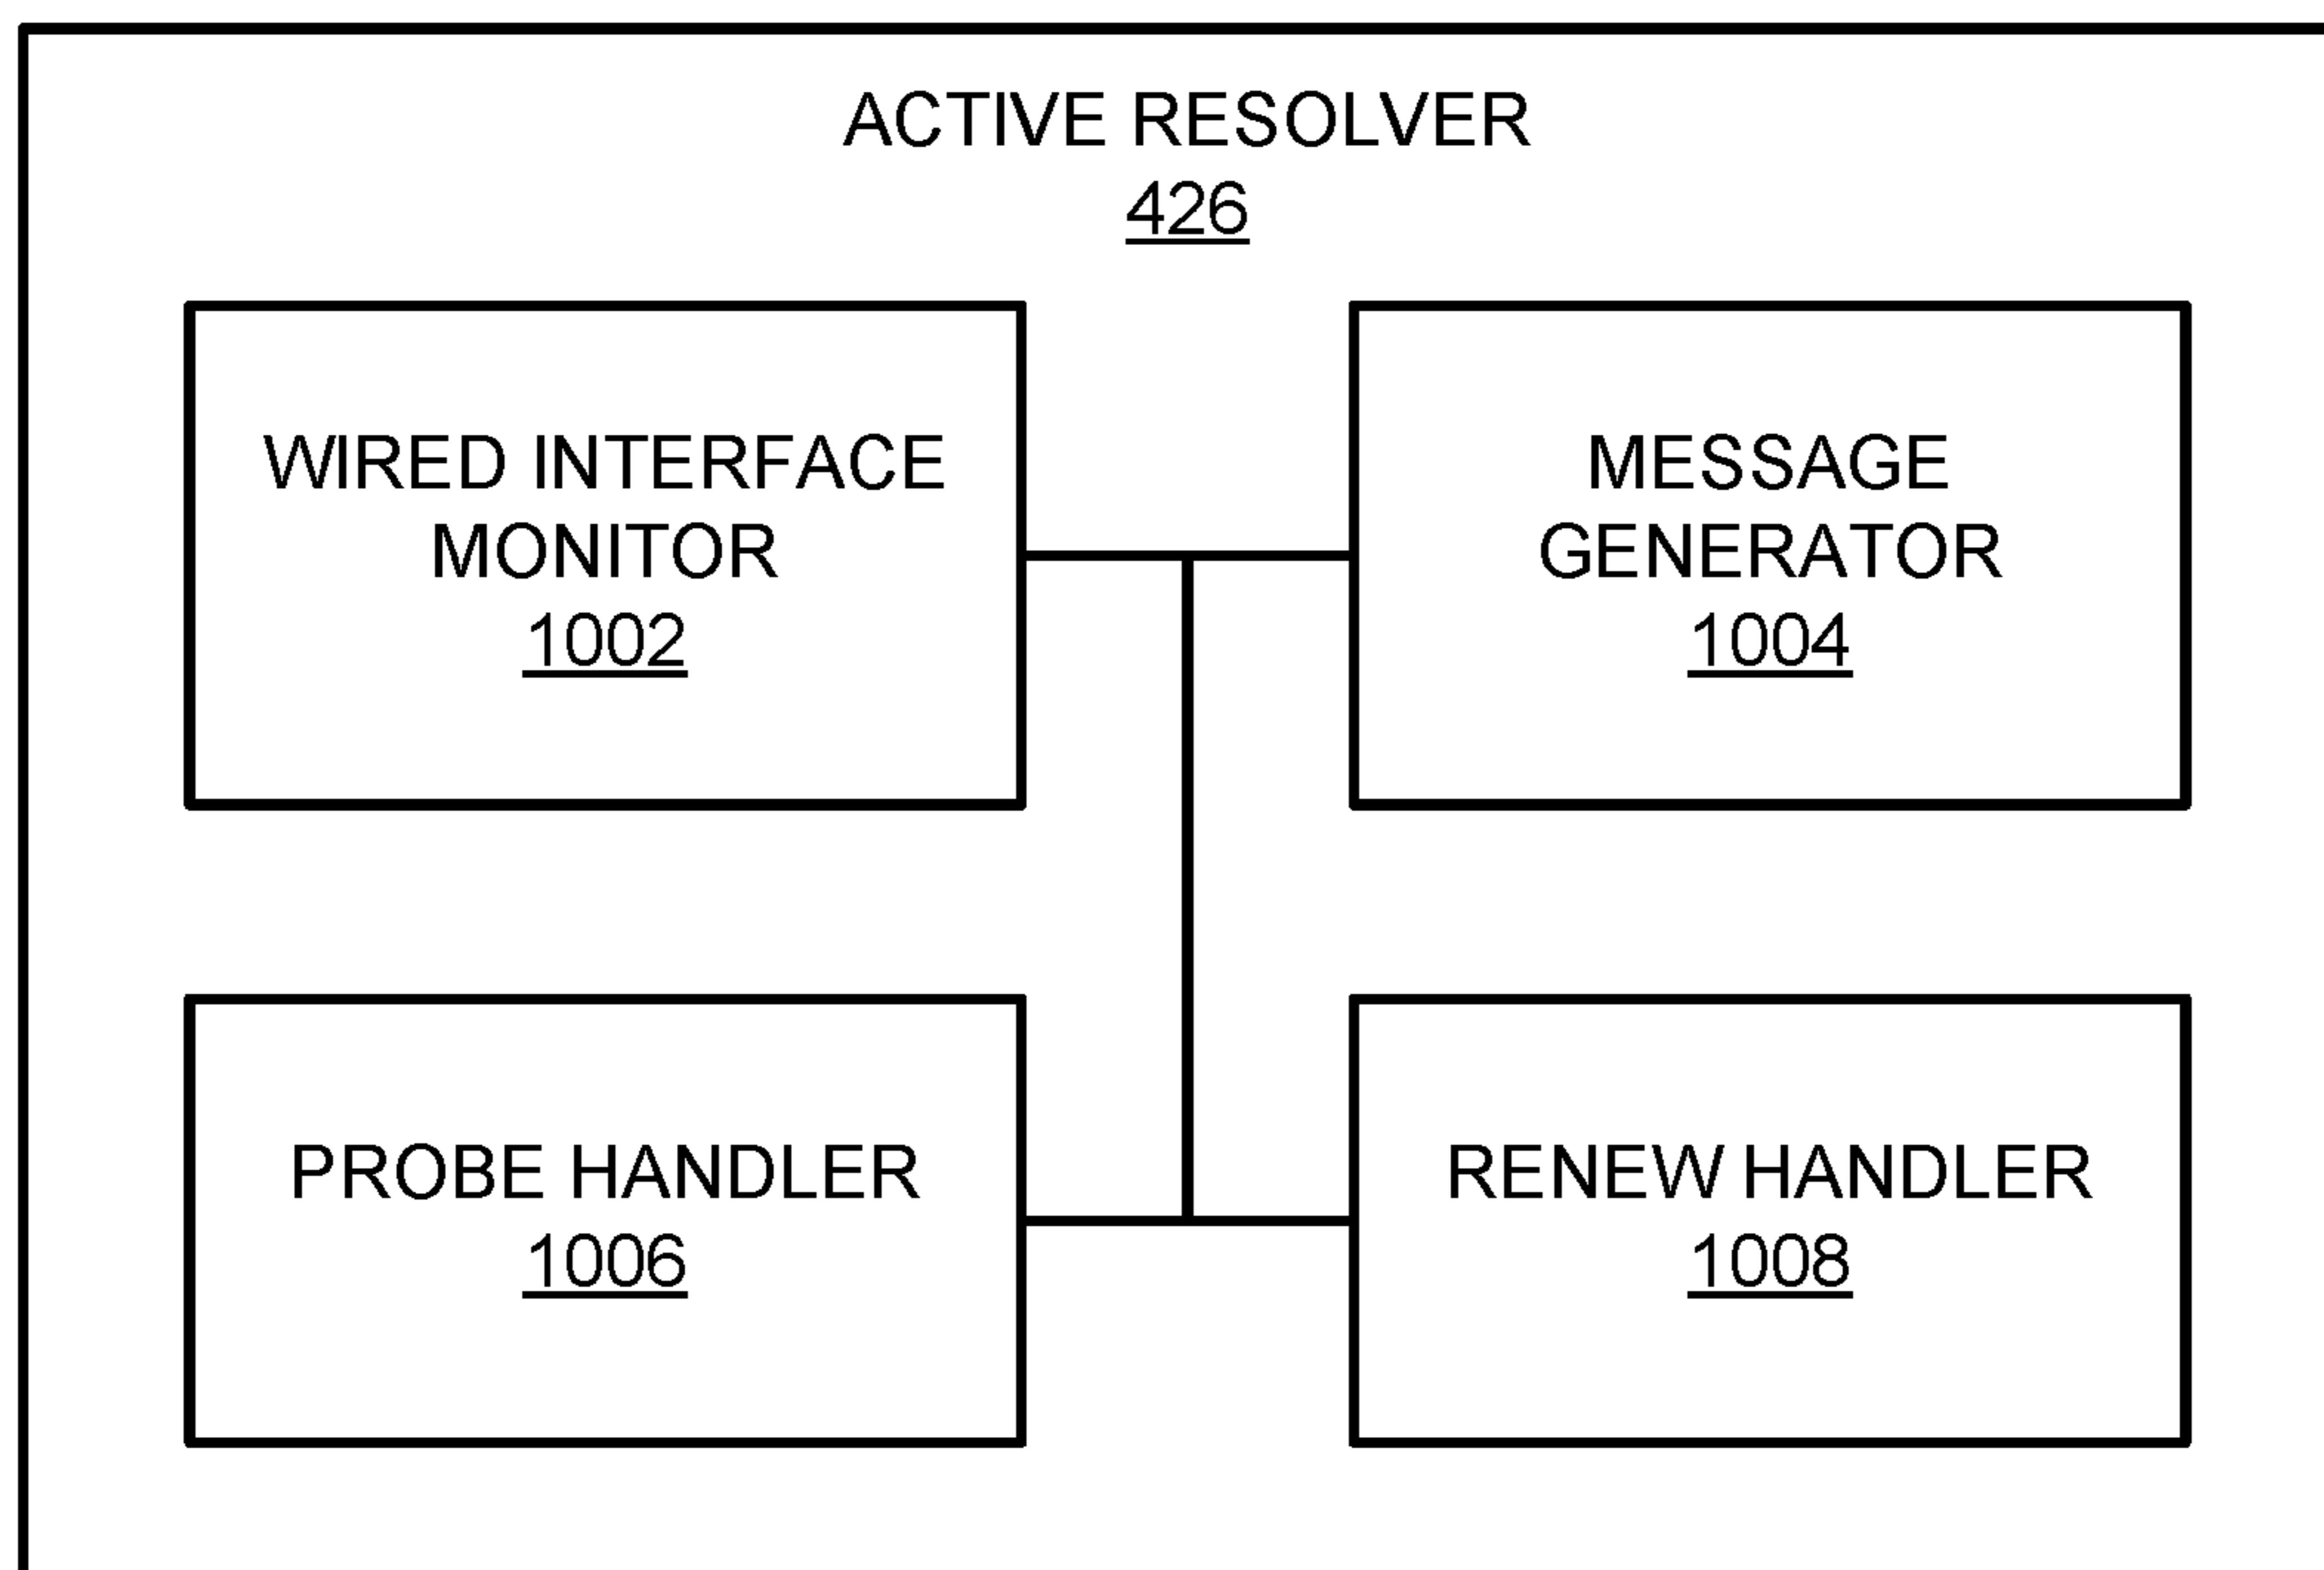 ACTIVE RESOLVER
426
WIRED INTERFACE
MONITOR
1002
MESSAGE
GENERATOR
1004
PROBE HANDLER
1006
RENEW HANDLER
1008